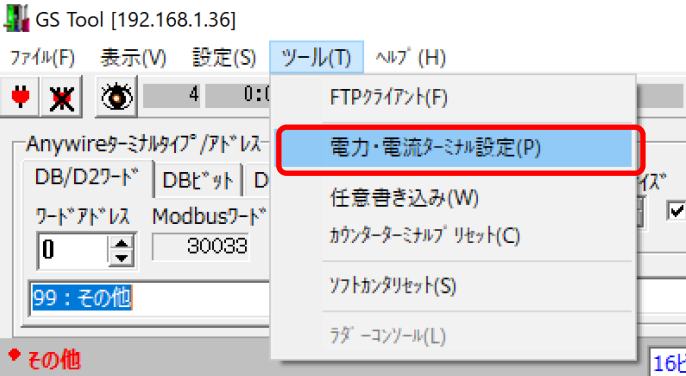 GS Tool [192.168.1.36]
ﾌｧｲﾙ(F) 表示(V) 設定(S) ツール(T) ﾍﾙﾌﾟ(H)
4 0:0
FTPｸﾗｲｱﾝﾄ(F)
Anywireﾀｰﾐﾅﾙﾀｲﾌﾟ/ｱﾄﾞﾚｽ
電力・電流ﾀｰﾐﾅﾙ設定(P)
DB/D2ﾜｰﾄﾞ DBﾋﾞｯﾄ D
任意書き込み(W)
ｲｽﾞ
ﾜｰﾄﾞｱﾄﾞﾚｽ Modbusﾜｰﾄﾞ
ｶｳﾝﾀｰﾀｰﾐﾅﾙﾌﾟﾘｾｯﾄ(C)
0 30033
ｿﾌﾄｶﾝﾀﾘｾｯﾄ(S)
99：その他
ﾗﾀﾞｰｺﾝｿｰﾙ(L)
その他
16ビ